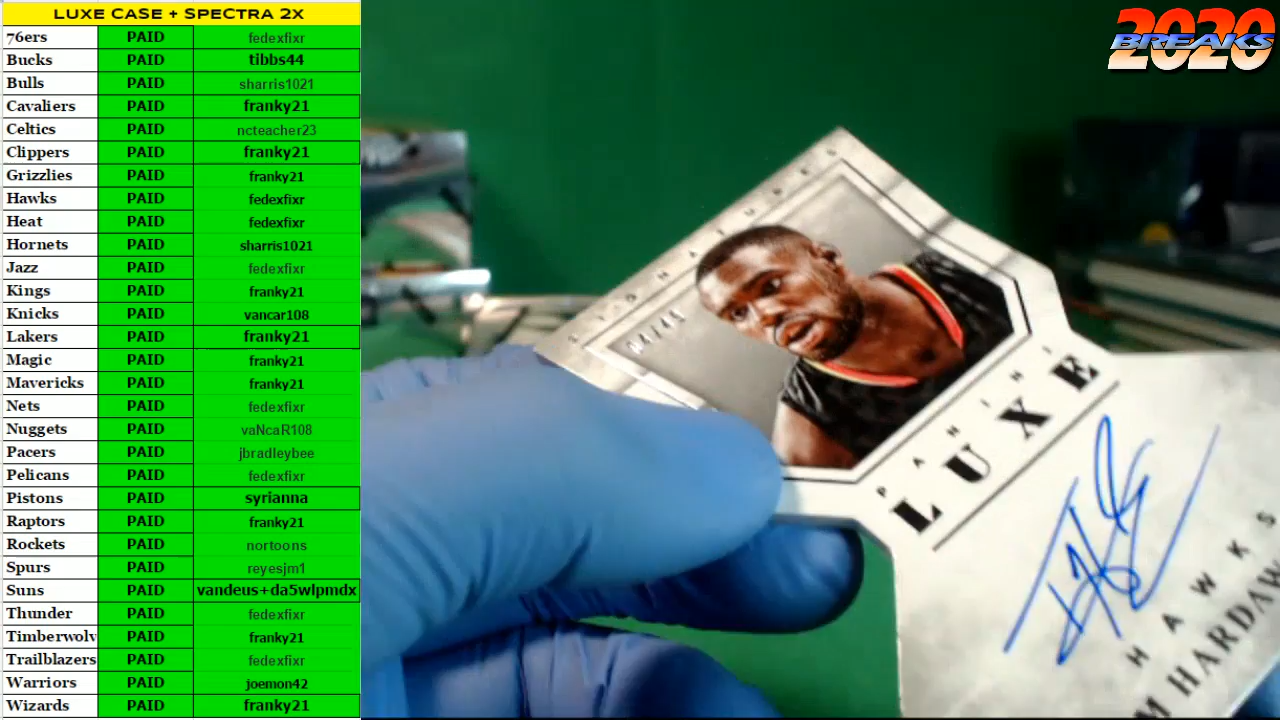 LUXE CASE + SPECTRA 2X
76ers PAID fedexfixr
Bucks PAID tibbs44
Bulls PAID sharris1021
Cavaliers PAID franky21
Celtics PAID ncteacher23
Clippers PAID franky21
Grizzlies PAID franky21
Hawks PAID fedexfixr
Heat PAID fedexfixr
Hornets PAID sharris1021
Jazz PAID fedexfixr
Kings PAID franky21
Knicks PAID vancar108
Lakers PAID franky21
Magic PAID franky21
Mavericks PAID franky21
Nets PAID fedexfixr
Nuggets PAID vaNcaR108
Pacers PAID jbradleybee
Pelicans PAID fedexfixr
Pistons PAID syrianna
Raptors PAID franky21
Rockets PAID nortoons
Spurs PAID reyesjm1
Suns PAID vandeus+da5wlpmdx
Thunder PAID fedexfixr
Timberwolv PAID franky21
Trailblazers PAID fedexfixr
Warriors PAID joemon42
Wizards PAID franky21
2020
BREAKS
SIGNATURES
PANINI
LUXE
HAWKS
M HARDAW